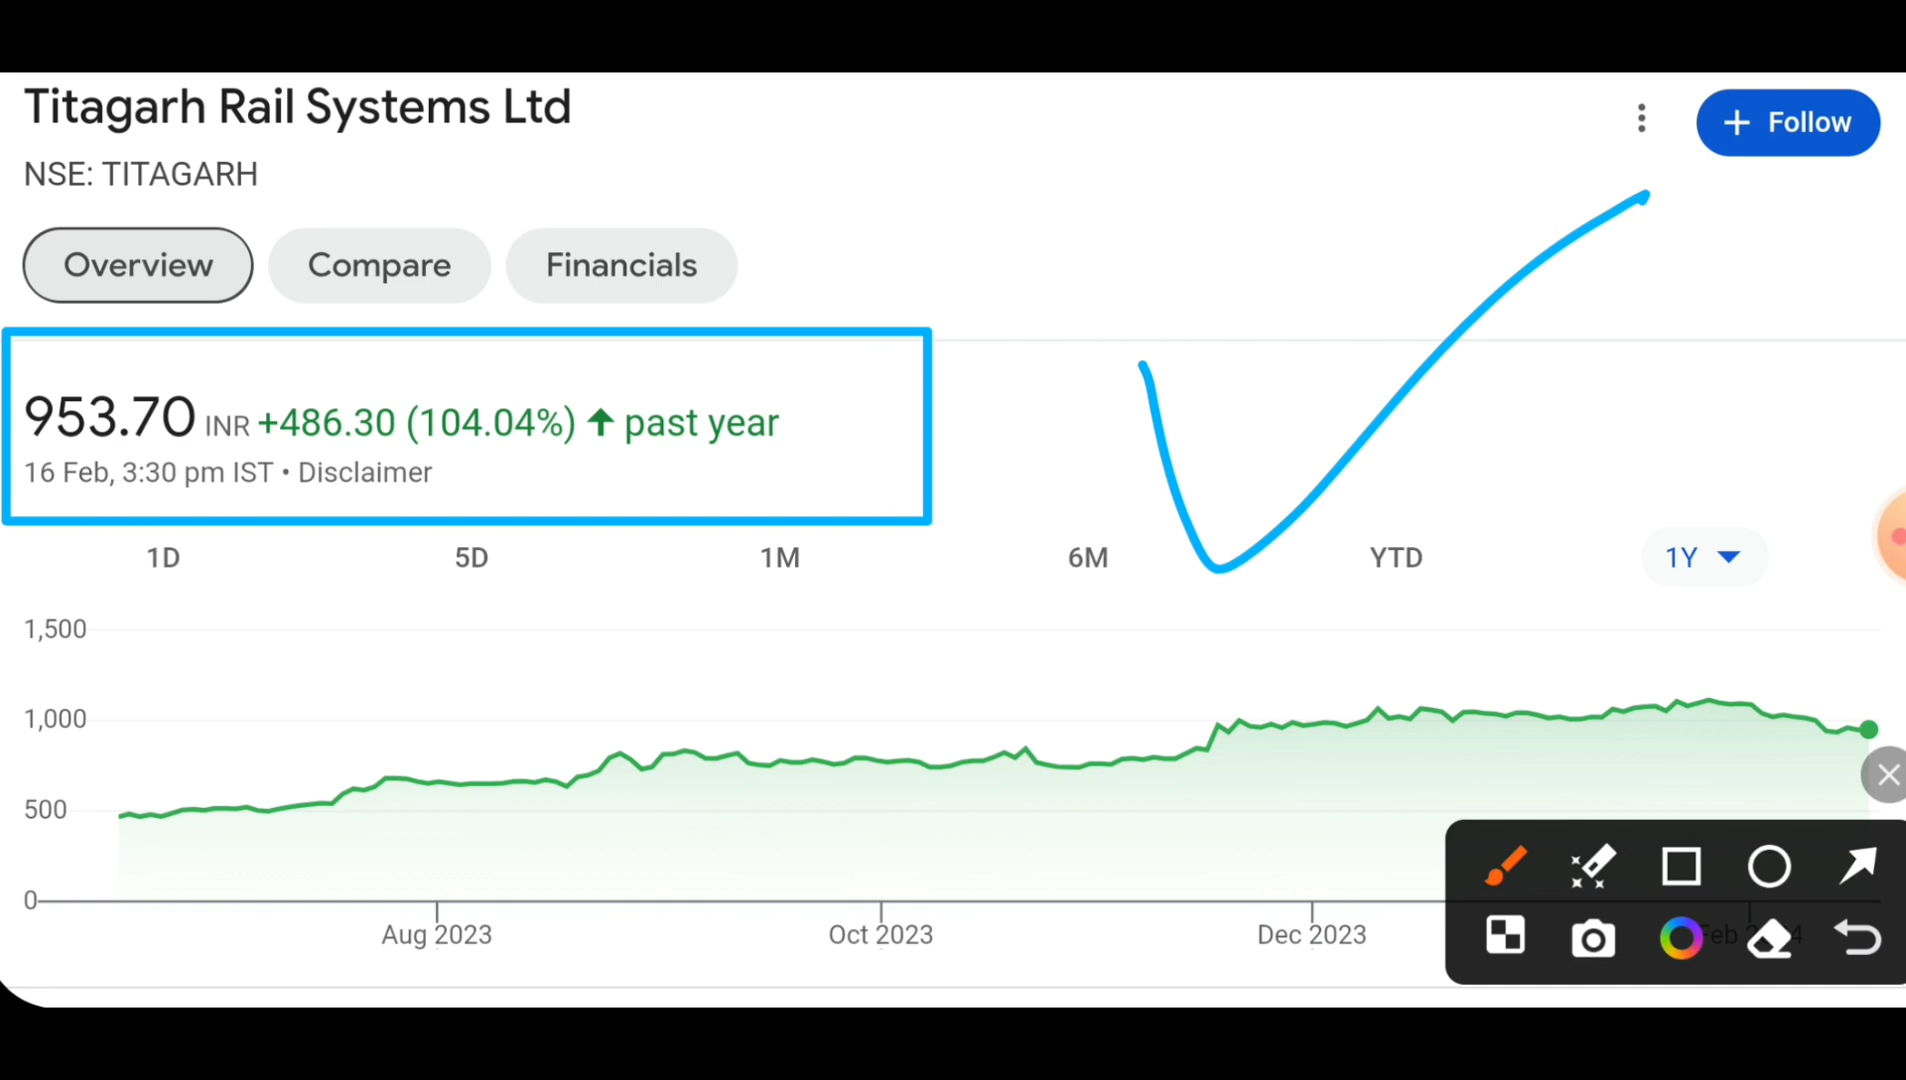 Titagarh Rail Systems Ltd
+ Follow
NSE: TITAGARH
Overview
Compare
Financials
953.70 INR +486.30 (104.04%) ↑ past year
16 Feb, 3:30 pm IST • Disclaimer
1D 5D 1M 6M YTD 1Y
1,500
1,000
500
0
Aug 2023 Oct 2023 Dec 2023